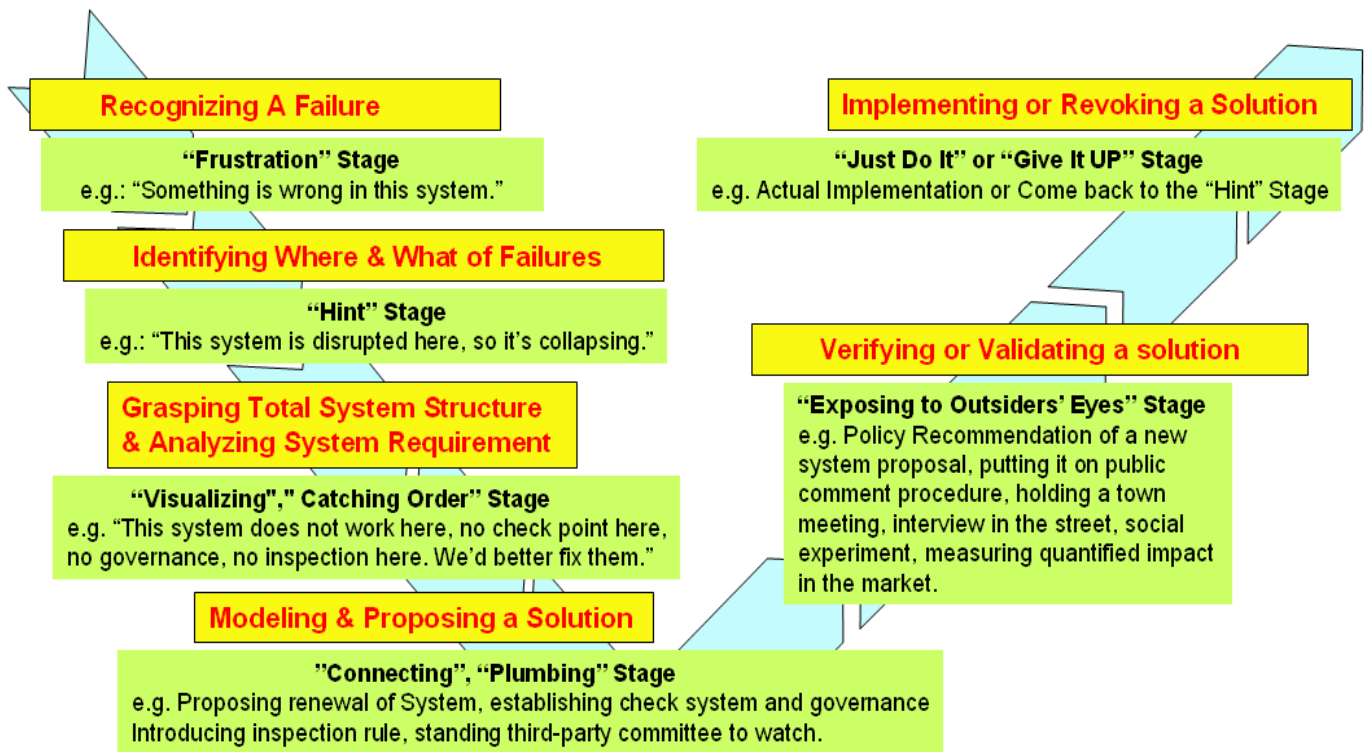 Recognizing A Failure
“Frustration” Stage
e.g.: “Something is wrong in this system.”
Identifying Where & What of Failures
“Hint” Stage
e.g.: “This system is disrupted here, so it’s collapsing.”
Grasping Total System Structure
& Analyzing System Requirement
“Visualizing"," Catching Order” Stage
e.g. “This system does not work here, no check point here,
no governance, no inspection here. We’d better fix them.”
Modeling & Proposing a Solution
”Connecting”, “Plumbing” Stage
e.g. Proposing renewal of System, establishing check system and governance
Introducing inspection rule, standing third-party committee to watch.
Verifying or Validating a solution
“Exposing to Outsiders’ Eyes” Stage
e.g. Policy Recommendation of a new
system proposal, putting it on public
comment procedure, holding a town
meeting, interview in the street, social
experiment, measuring quantified impact
in the market.
Implementing or Revoking a Solution
“Just Do It” or “Give It UP” Stage
e.g. Actual Implementation or Come back to the “Hint” Stage